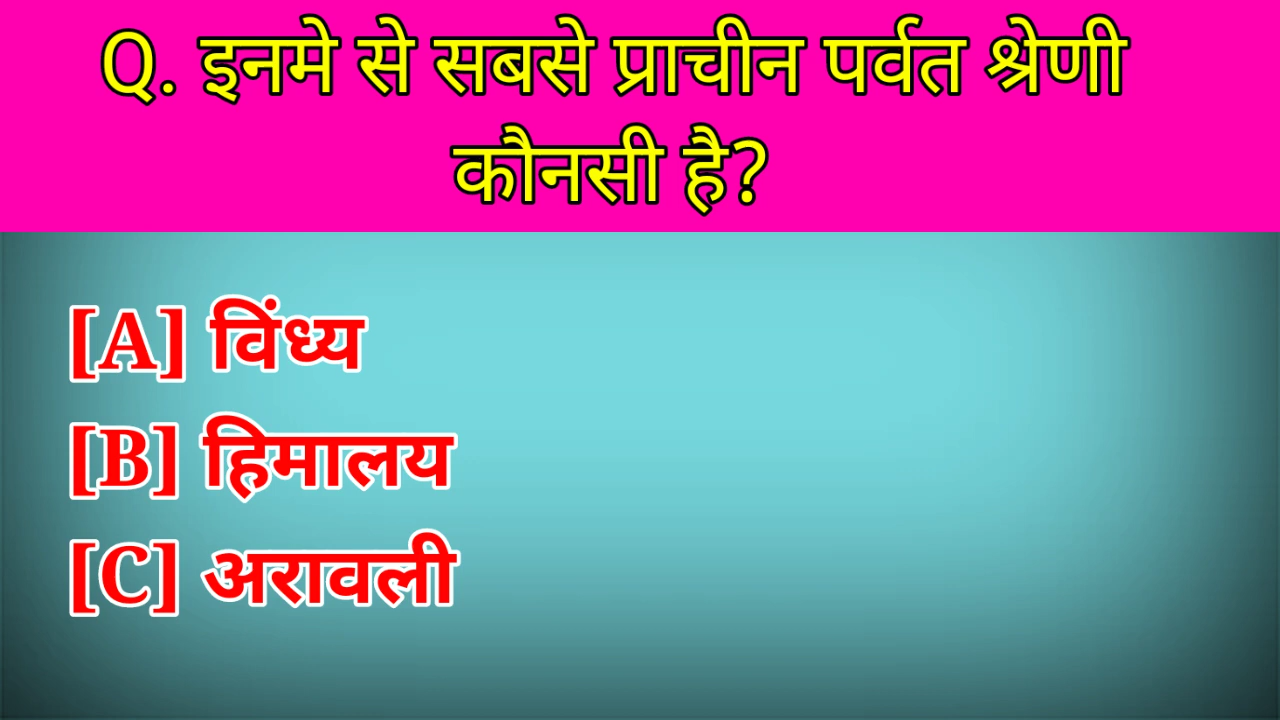 Q. इनमे से सबसे प्राचीन पर्वत श्रेणी
कौनसी है?
[A] विंध्य
[B] हिमालय
[C] अरावली